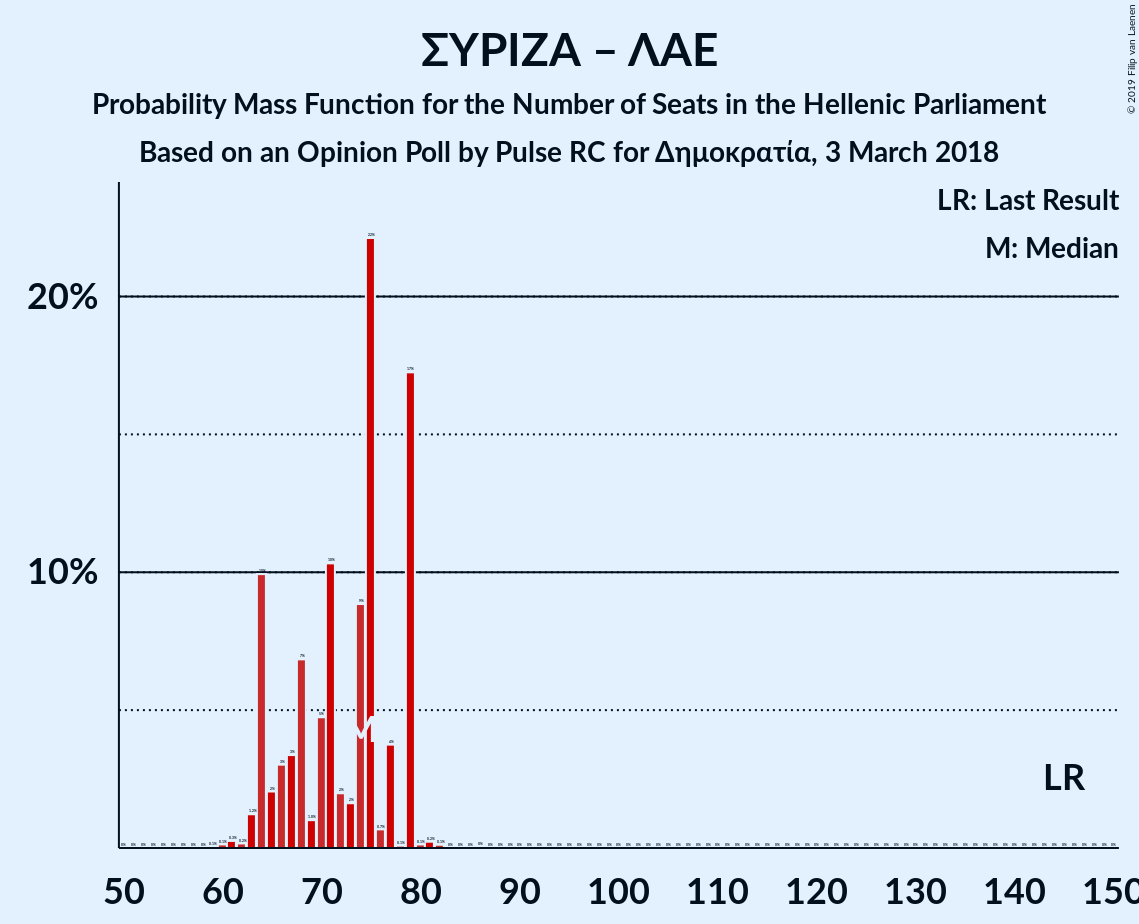 ΣΥΡΙΖΑ – ΛΑΕ
Probability Mass Function for the Number of Seats in the Hellenic Parliament
Based on an Opinion Poll by Pulse RC for Δημοκρατία, 3 March 2018
© 2019 Filip van Laenen
LR: Last Result
M: Median
20%
10%
M
LR
50 60 70 80 90 100 110 120 130 140 150